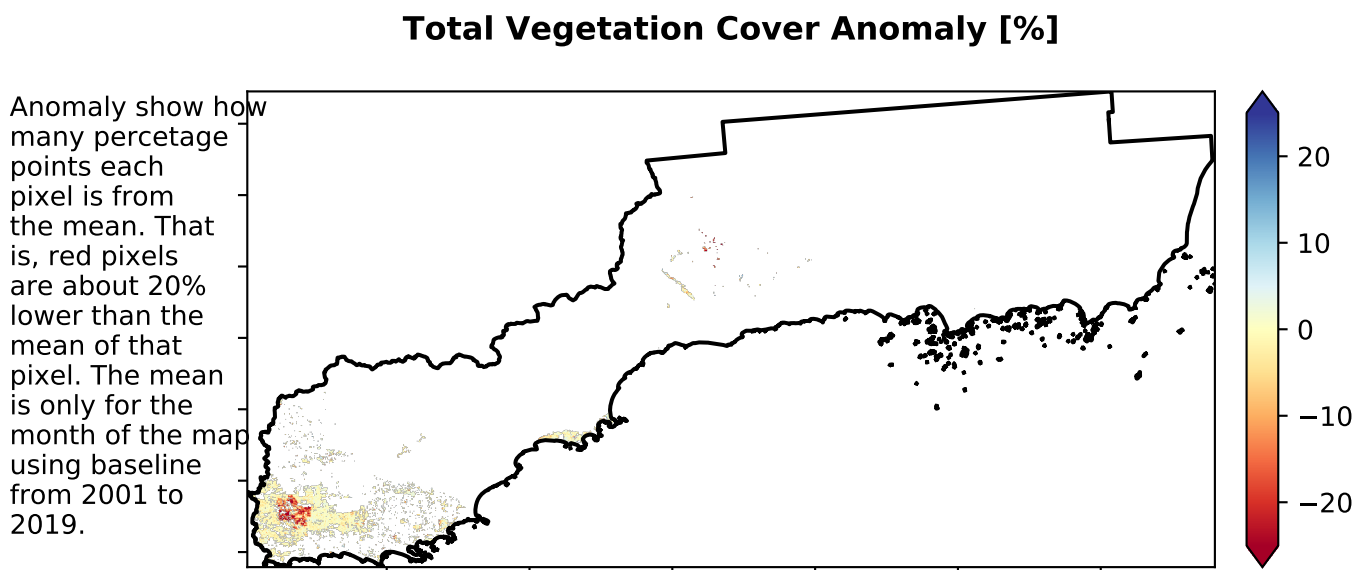 Total Vegetation Cover Anomaly [%]
Anomaly show how
many percetage
points each
pixel is from
the mean. That
is, red pixels
are about 20%
lower than the
mean of that
pixel. The mean
is only for the
month of the map
using baseline
from 2001 to
2019.
20
10
0
−10
−20